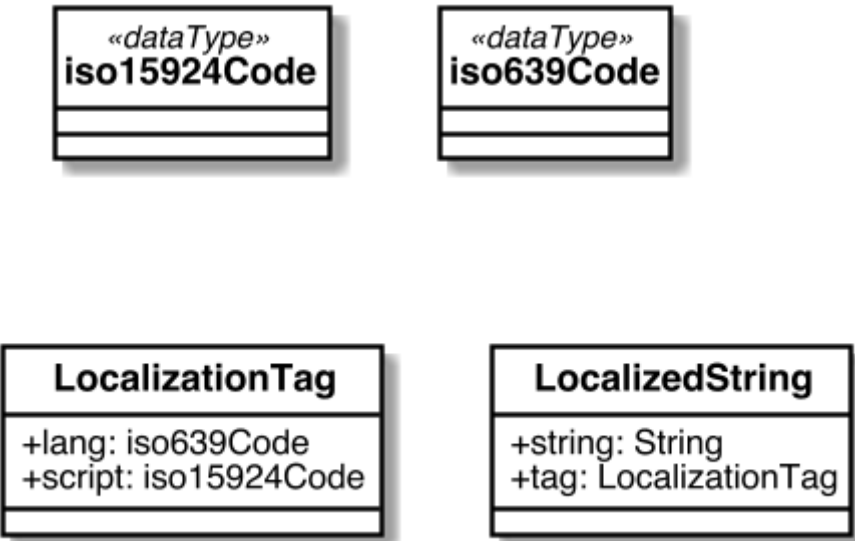 «dataType»
iso15924Code
«dataType»
iso639Code
LocalizationTag
+lang: iso639Code
+script: iso15924Code
LocalizedString
+string: String
+tag: LocalizationTag